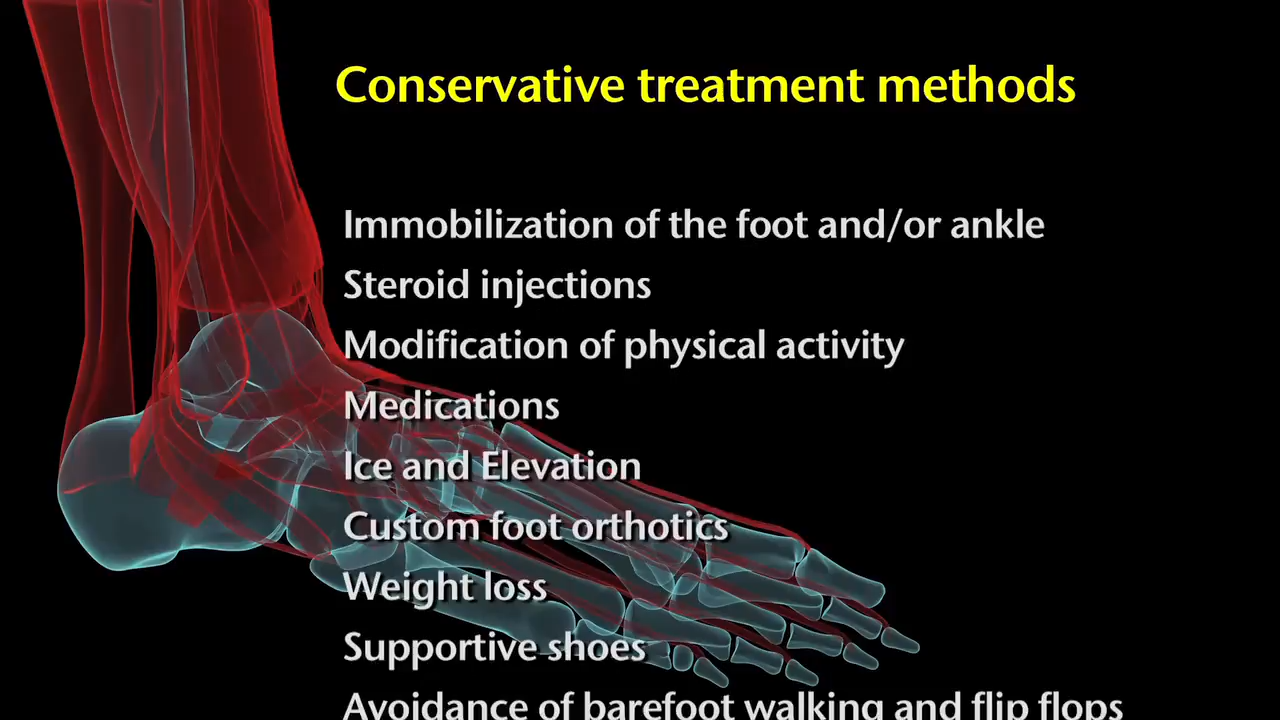 Conservative treatment methods
Immobilization of the foot and/or ankle
Steroid injections
Modification of physical activity
Medications
Ice and Elevation
Custom foot orthotics
Weight loss
Supportive shoes
Avoidance of barefoot walking and flip flops